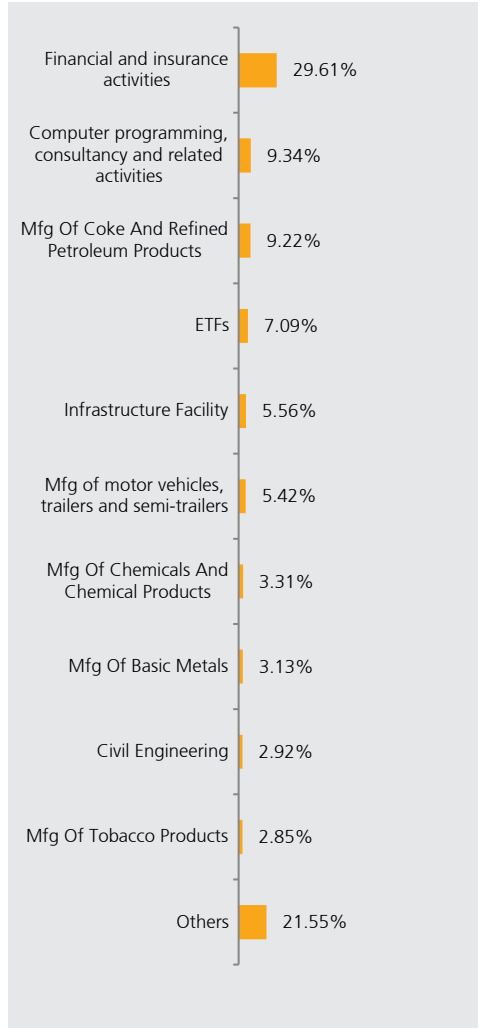 Financial and insurance
activities
29.61%
Computer programming,
consultancy and related
activities
9.34%
Mfg Of Coke And Refined
Petroleum Products
9.22%
ETFs
7.09%
Infrastructure Facility
5.56%
Mfg of motor vehicles,
trailers and semi-trailers
5.42%
Mfg Of Chemicals And
Chemical Products
3.31%
Mfg Of Basic Metals
3.13%
Civil Engineering
2.92%
Mfg Of Tobacco Products
2.85%
Others
21.55%